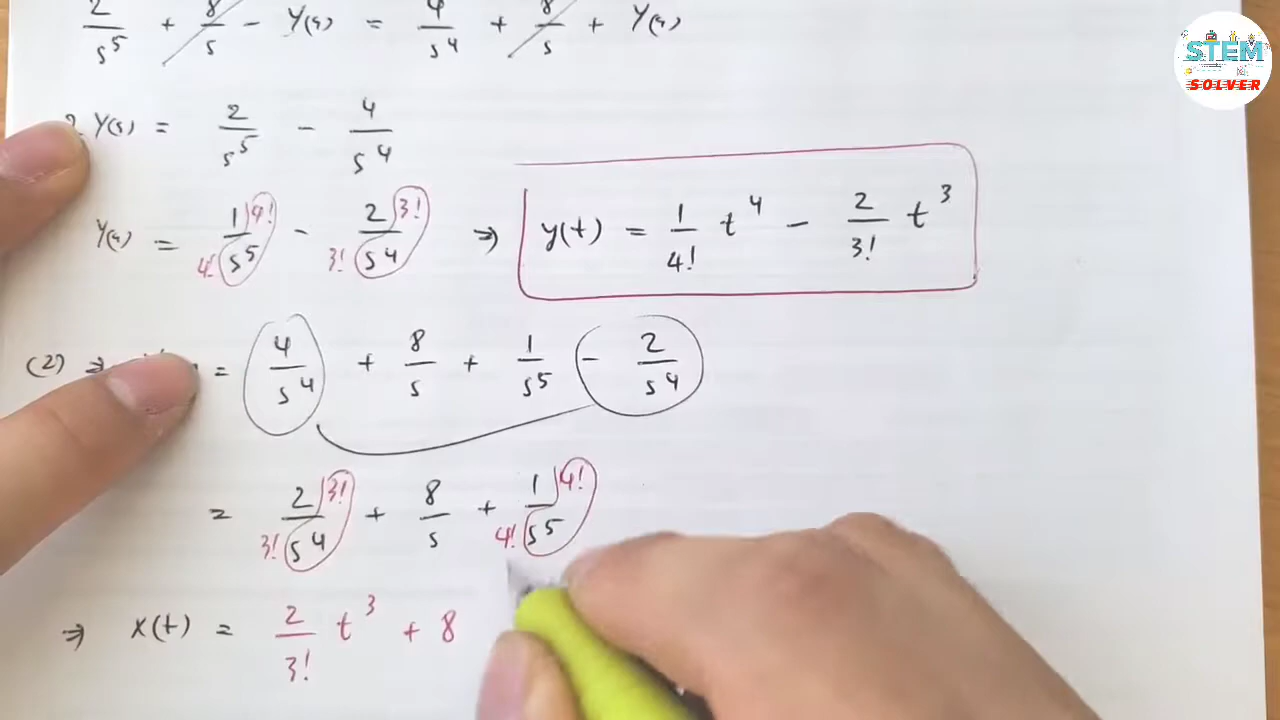 2/s⁵ + 8/s − Y(s) = 4/s⁴ + 8/s + Y(s)
STEM
SOLVER
2 Y(s) = 2/s⁵ − 4/s⁴
Y(s) = 1 4!/4! s⁵ − 2 3!/3! s⁴ ⇒ y(t) = 1/4! t⁴ − 2/3! t³
(2) ⇒ = 4/s⁴ + 8/s + 1/s⁵ − 2/s⁴
= 2 3!/3! s⁴ + 8/s + 1 4!/4! s⁵
⇒ x(t) = 2/3! t³ + 8